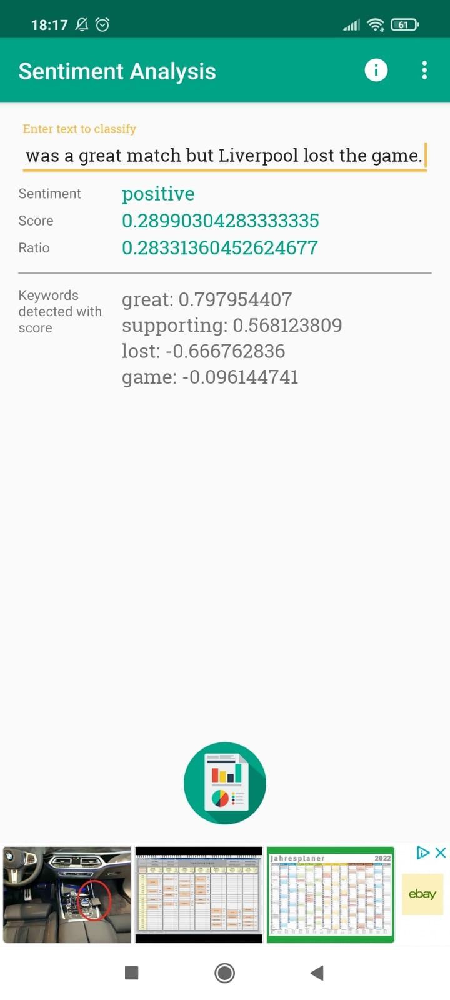 18:17
61
Sentiment Analysis
Enter text to classify
was a great match but Liverpool lost the game.
Sentiment positive
Score 0.28990304283333335
Ratio 0.28331360452624677
Keywords detected with score
great: 0.797954407
supporting: 0.568123809
lost: -0.666762836
game: -0.096144741
Jahresplaner 2022
ebay